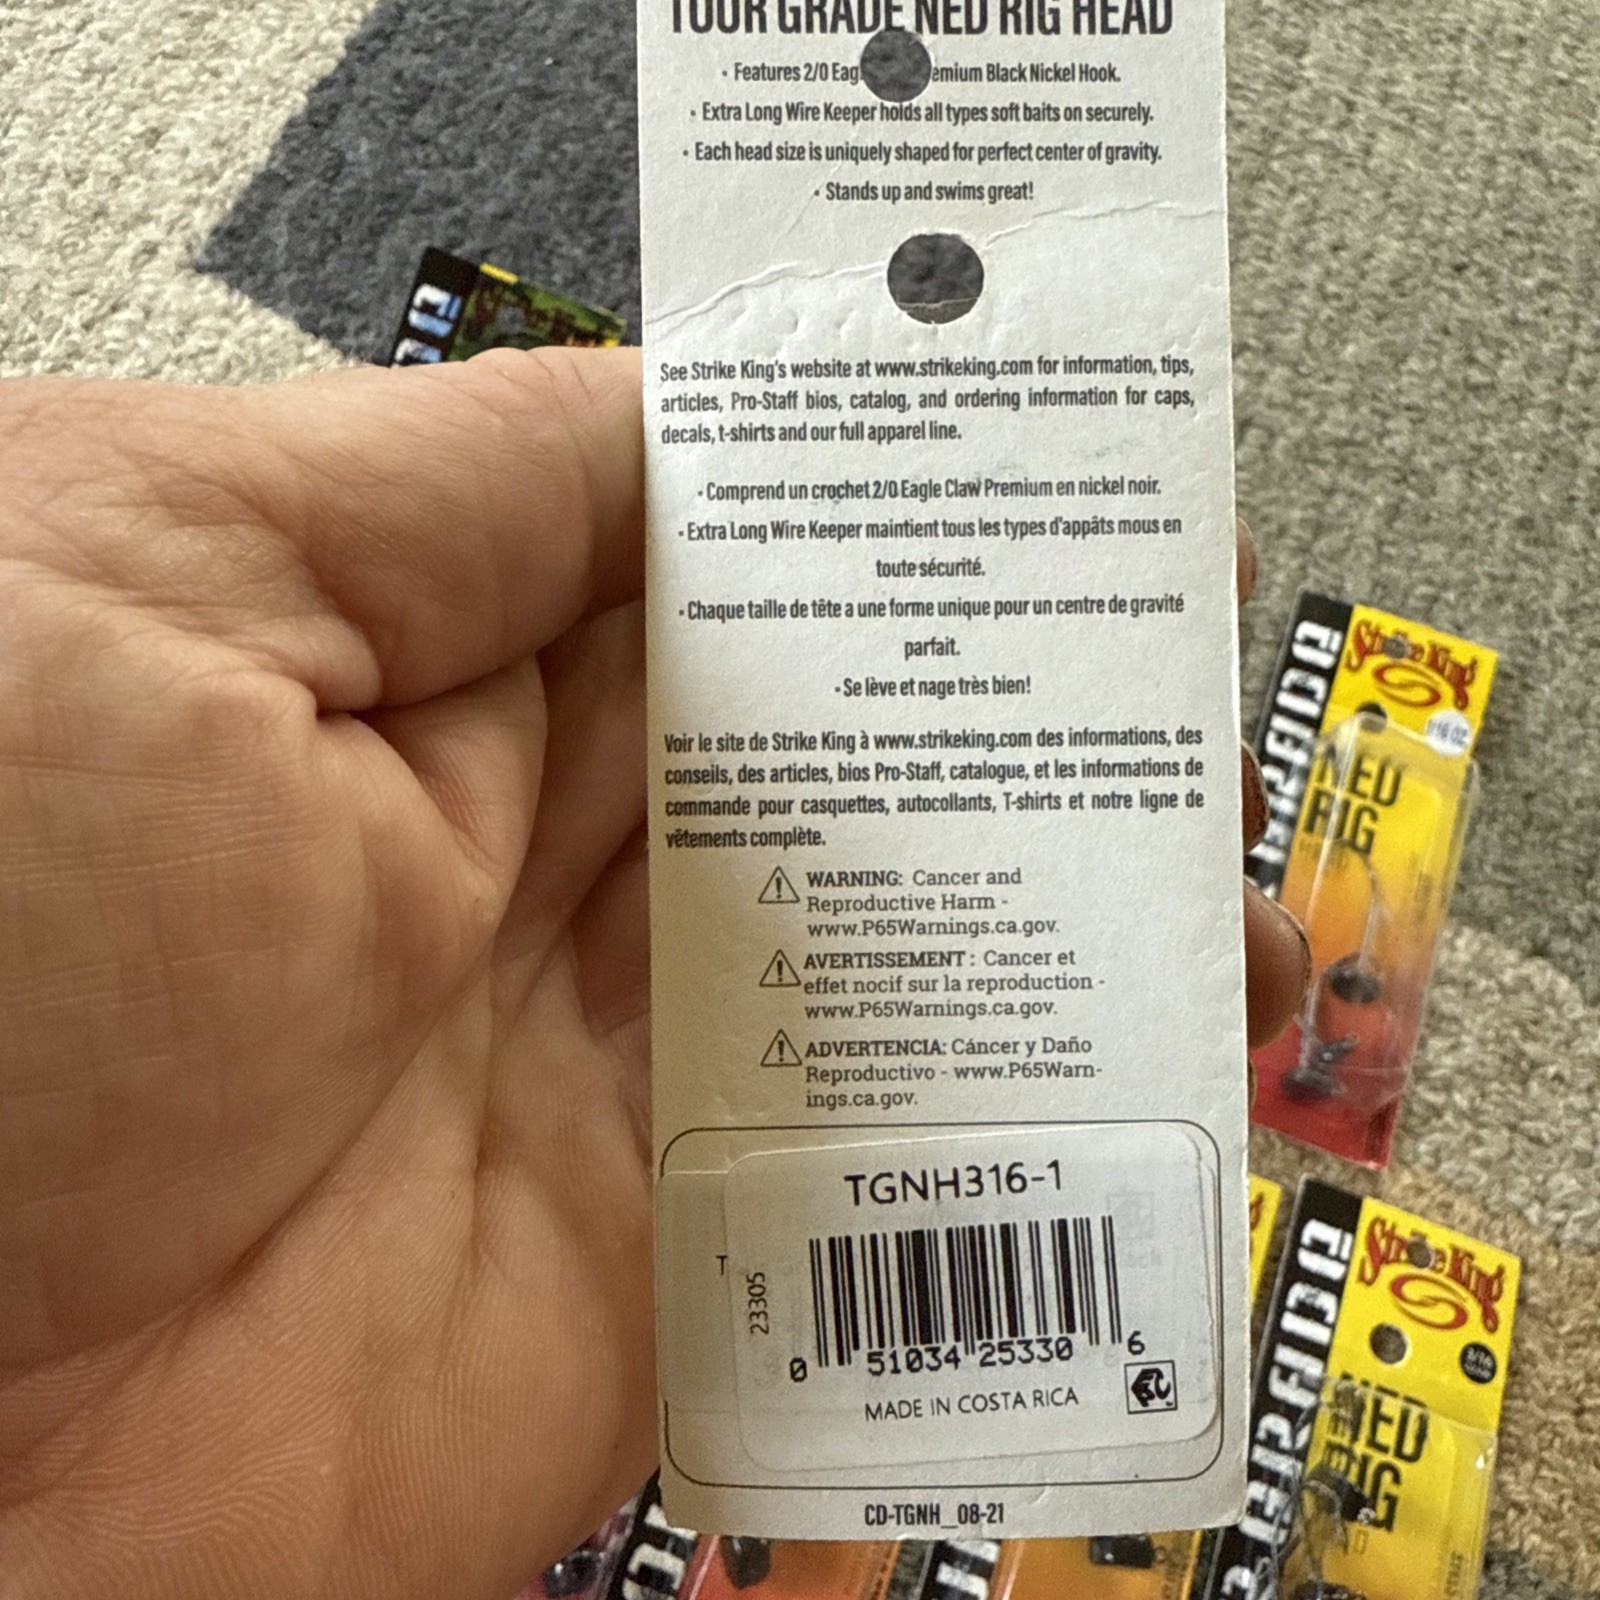 TOUR GRADE NED RIG HEAD
• Features 2/0 Eag emium Black Nickel Hook.
• Extra Long Wire Keeper holds all types soft baits on securely.
• Each head size is uniquely shaped for perfect center of gravity.
• Stands up and swims great!
See Strike King's website at www.strikeking.com for information, tips,
articles, Pro-Staff bios, catalog, and ordering information for caps,
decals, t-shirts and our full apparel line.
• Comprend un crochet 2/0 Eagle Claw Premium en nickel noir.
• Extra Long Wire Keeper maintient tous les types d'appâts mous en
toute sécurité.
• Chaque taille de tête a une forme unique pour un centre de gravité
parfait.
• Se lève et nage très bien!
Voir le site de Strike King à www.strikeking.com des informations, des
conseils, des articles, bios Pro-Staff, catalogue, et les informations de
commande pour casquettes, autocollants, T-shirts et notre ligne de
vêtements complète.
WARNING: Cancer and
Reproductive Harm -
www.P65Warnings.ca.gov.
AVERTISSEMENT : Cancer et
effet nocif sur la reproduction -
www.P65Warnings.ca.gov.
ADVERTENCIA: Cáncer y Daño
Reproductivo - www.P65Warn-
ings.ca.gov.
TGNH316-1
T
23305
0 51034 25330 6
MADE IN COSTA RICA
CD-TGNH_08-21
Strike King
NED
RIG
Strike King
NED
RIG